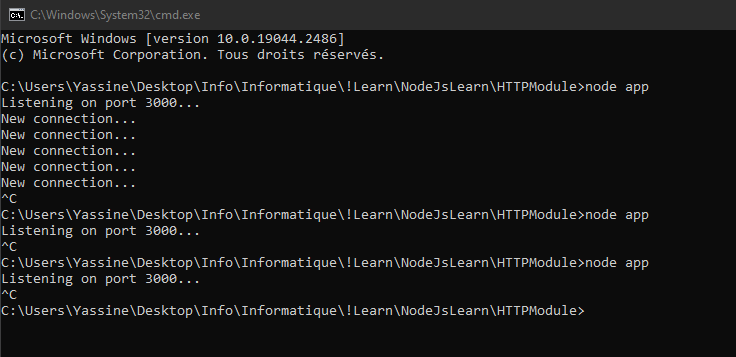 C:\Windows\System32\cmd.exe
Microsoft Windows [version 10.0.19044.2486]
(c) Microsoft Corporation. Tous droits réservés.
C:\Users\Yassine\Desktop\Info\Informatique\!Learn\NodeJsLearn\HTTPModule>node app
Listening on port 3000...
New connection...
New connection...
New connection...
New connection...
New connection...
^C
C:\Users\Yassine\Desktop\Info\Informatique\!Learn\NodeJsLearn\HTTPModule>node app
Listening on port 3000...
^C
C:\Users\Yassine\Desktop\Info\Informatique\!Learn\NodeJsLearn\HTTPModule>node app
Listening on port 3000...
^C
C:\Users\Yassine\Desktop\Info\Informatique\!Learn\NodeJsLearn\HTTPModule>